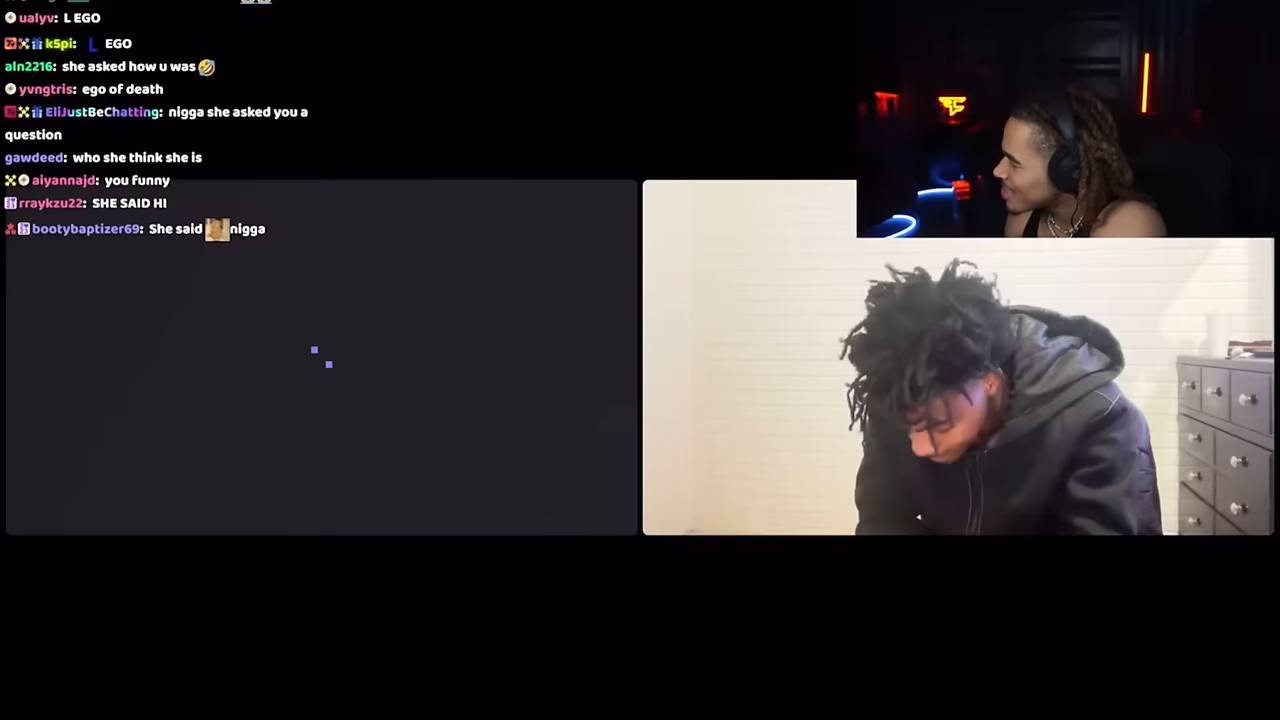 ualyv: L EGO
k5pi: L EGO
aln2216: she asked how u was 🤣
yvngtris: ego of death
EliJustBeChatting: nigga she asked you a
question
gawdeed: who she think she is
aiyannajd: you funny
rraykzu22: SHE SAID HI
bootybaptizer69: She said nigga